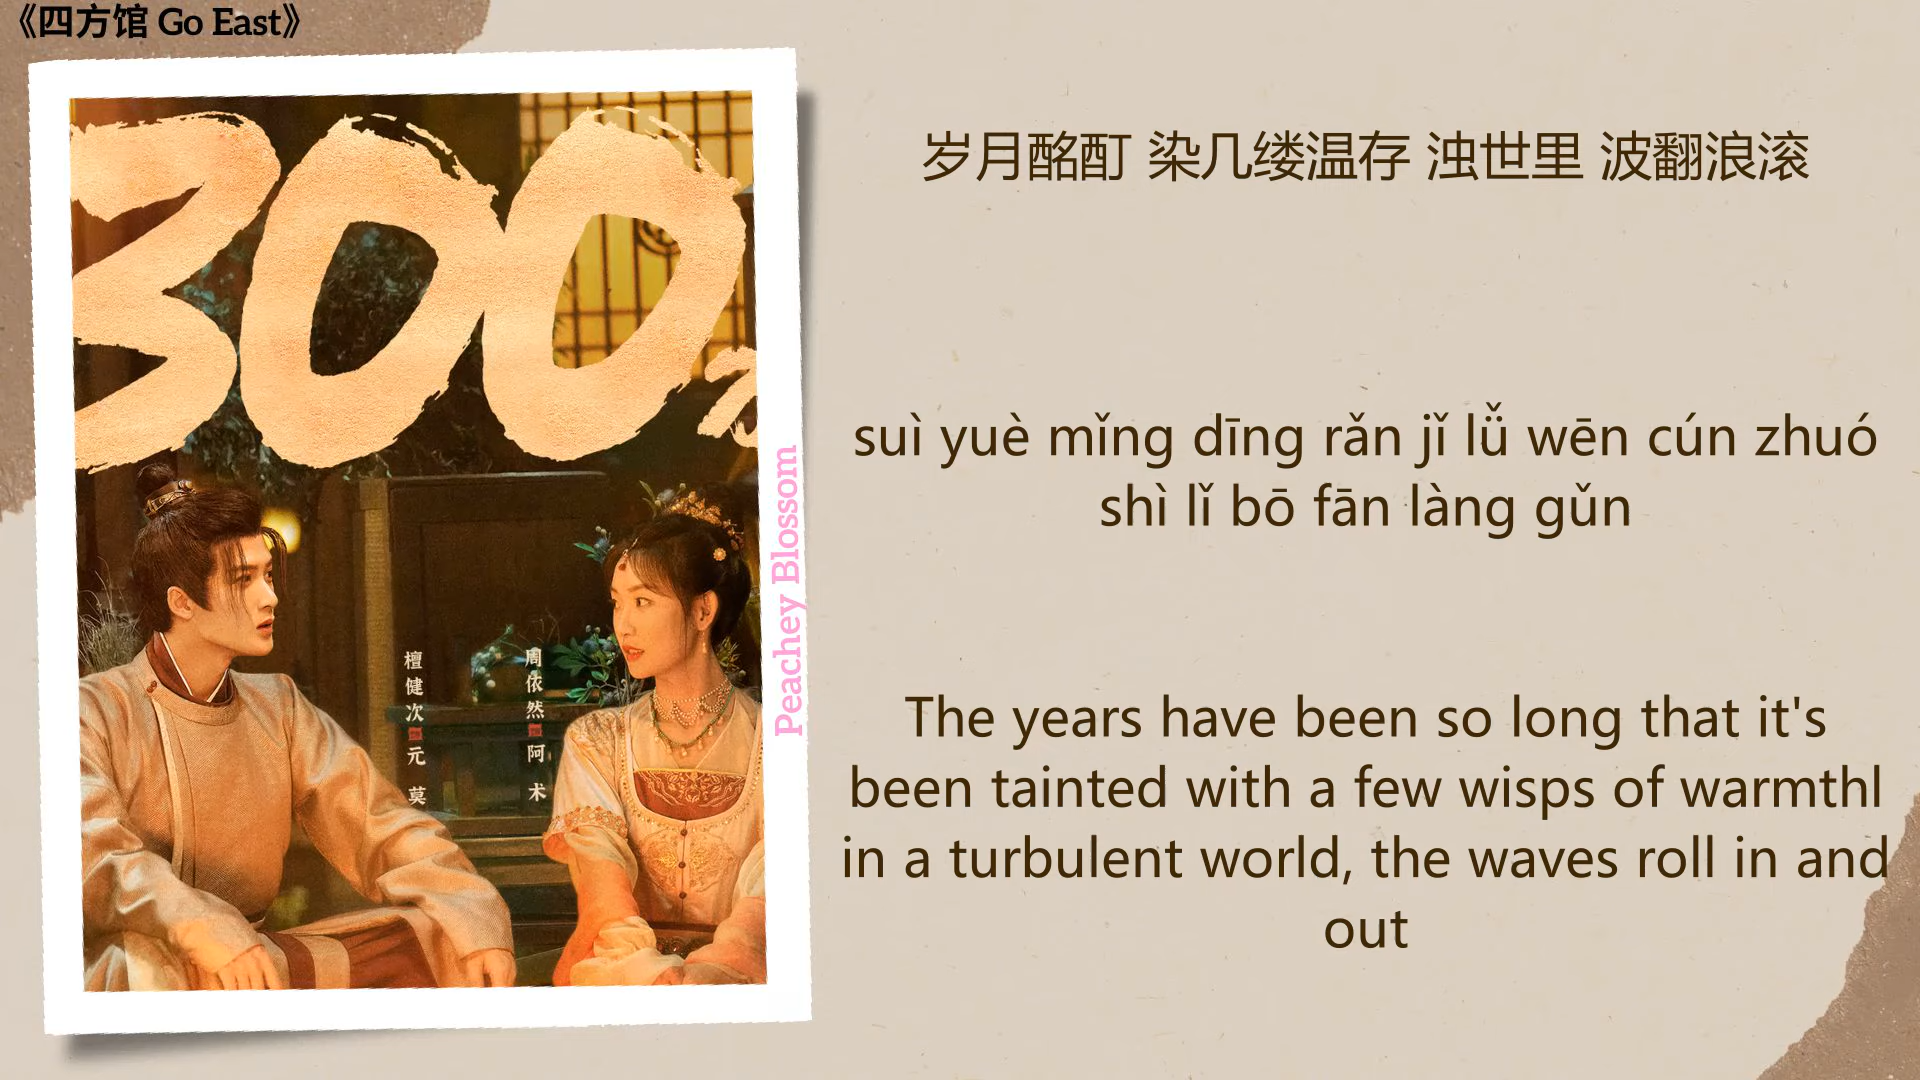 《四方馆 Go East》
300
檀健次 元莫
周依然 阿术
Peachey Blossom
岁月酩酊 染几缕温存 浊世里 波翻浪滚
suì yuè mǐng dīng rǎn jǐ lǚ wēn cún zhuó
shì lǐ bō fān làng gǔn
The years have been so long that it's
been tainted with a few wisps of warmthl
in a turbulent world, the waves roll in and
out